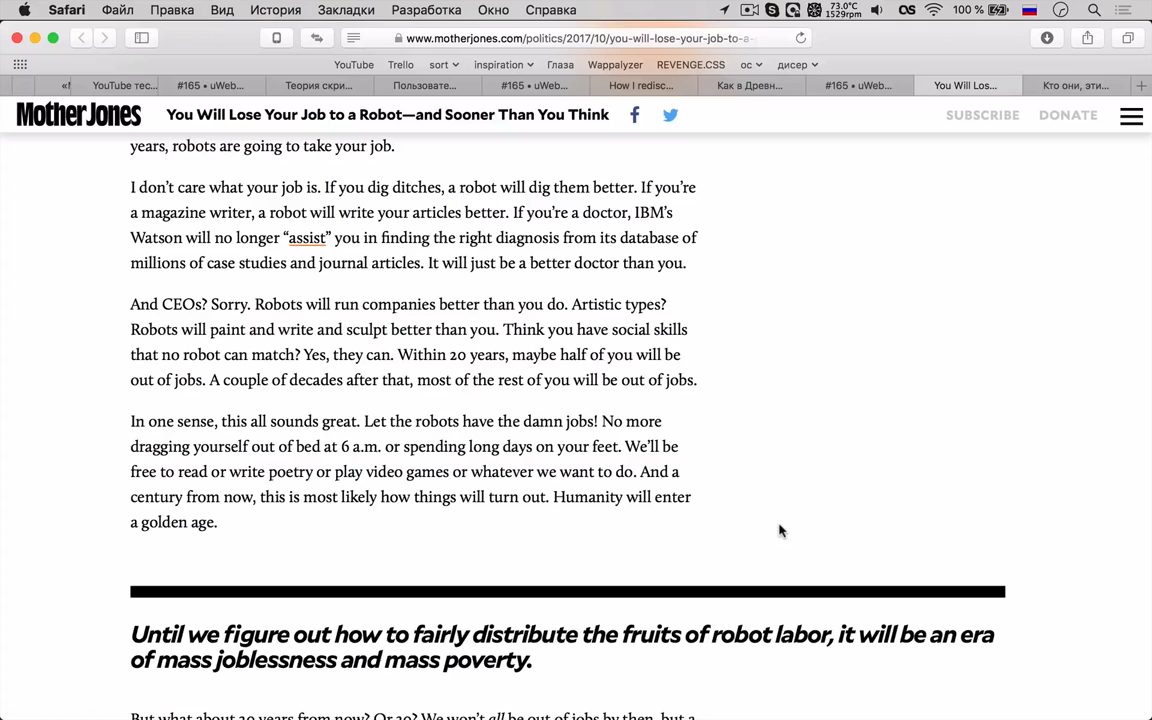 Safari Файл Правка Вид История Закладки Разработка Окно Справка 73.0°C 1529rpm 100 %
www.motherjones.com/politics/2017/10/you-will-lose-your-job-to-a-
YouTube Trello sort inspiration Глаза Wappalyzer REVENGE.CSS ос дисер
YouTube тес... #165 • uWeb... Теория скри... Пользовате... #165 • uWeb... How I redisc... Как в Древн... #165 • uWeb... You Will Los... Кто они, эти...
Mother Jones You Will Lose Your Job to a Robot—and Sooner Than You Think SUBSCRIBE DONATE
years, robots are going to take your job.
I don’t care what your job is. If you dig ditches, a robot will dig them better. If you’re
a magazine writer, a robot will write your articles better. If you’re a doctor, IBM’s
Watson will no longer “assist” you in finding the right diagnosis from its database of
millions of case studies and journal articles. It will just be a better doctor than you.
And CEOs? Sorry. Robots will run companies better than you do. Artistic types?
Robots will paint and write and sculpt better than you. Think you have social skills
that no robot can match? Yes, they can. Within 20 years, maybe half of you will be
out of jobs. A couple of decades after that, most of the rest of you will be out of jobs.
In one sense, this all sounds great. Let the robots have the damn jobs! No more
dragging yourself out of bed at 6 a.m. or spending long days on your feet. We’ll be
free to read or write poetry or play video games or whatever we want to do. And a
century from now, this is most likely how things will turn out. Humanity will enter
a golden age.
Until we figure out how to fairly distribute the fruits of robot labor, it will be an era
of mass joblessness and mass poverty.